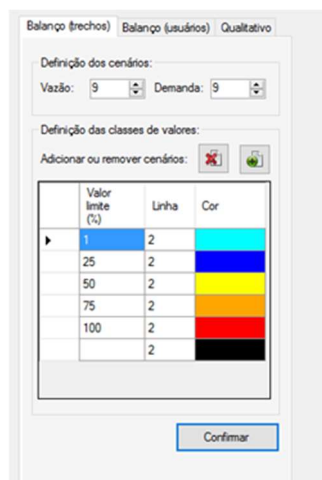 Balanço (trechos) Balanço (usuários) Qualitativo
Definição dos cenários:
Vazão: 9 Demanda: 9
Definição das classes de valores:
Adicionar ou remover cenários:
Valor limite (%) Linha Cor
1 2
25 2
50 2
75 2
100 2
2
Confirmar